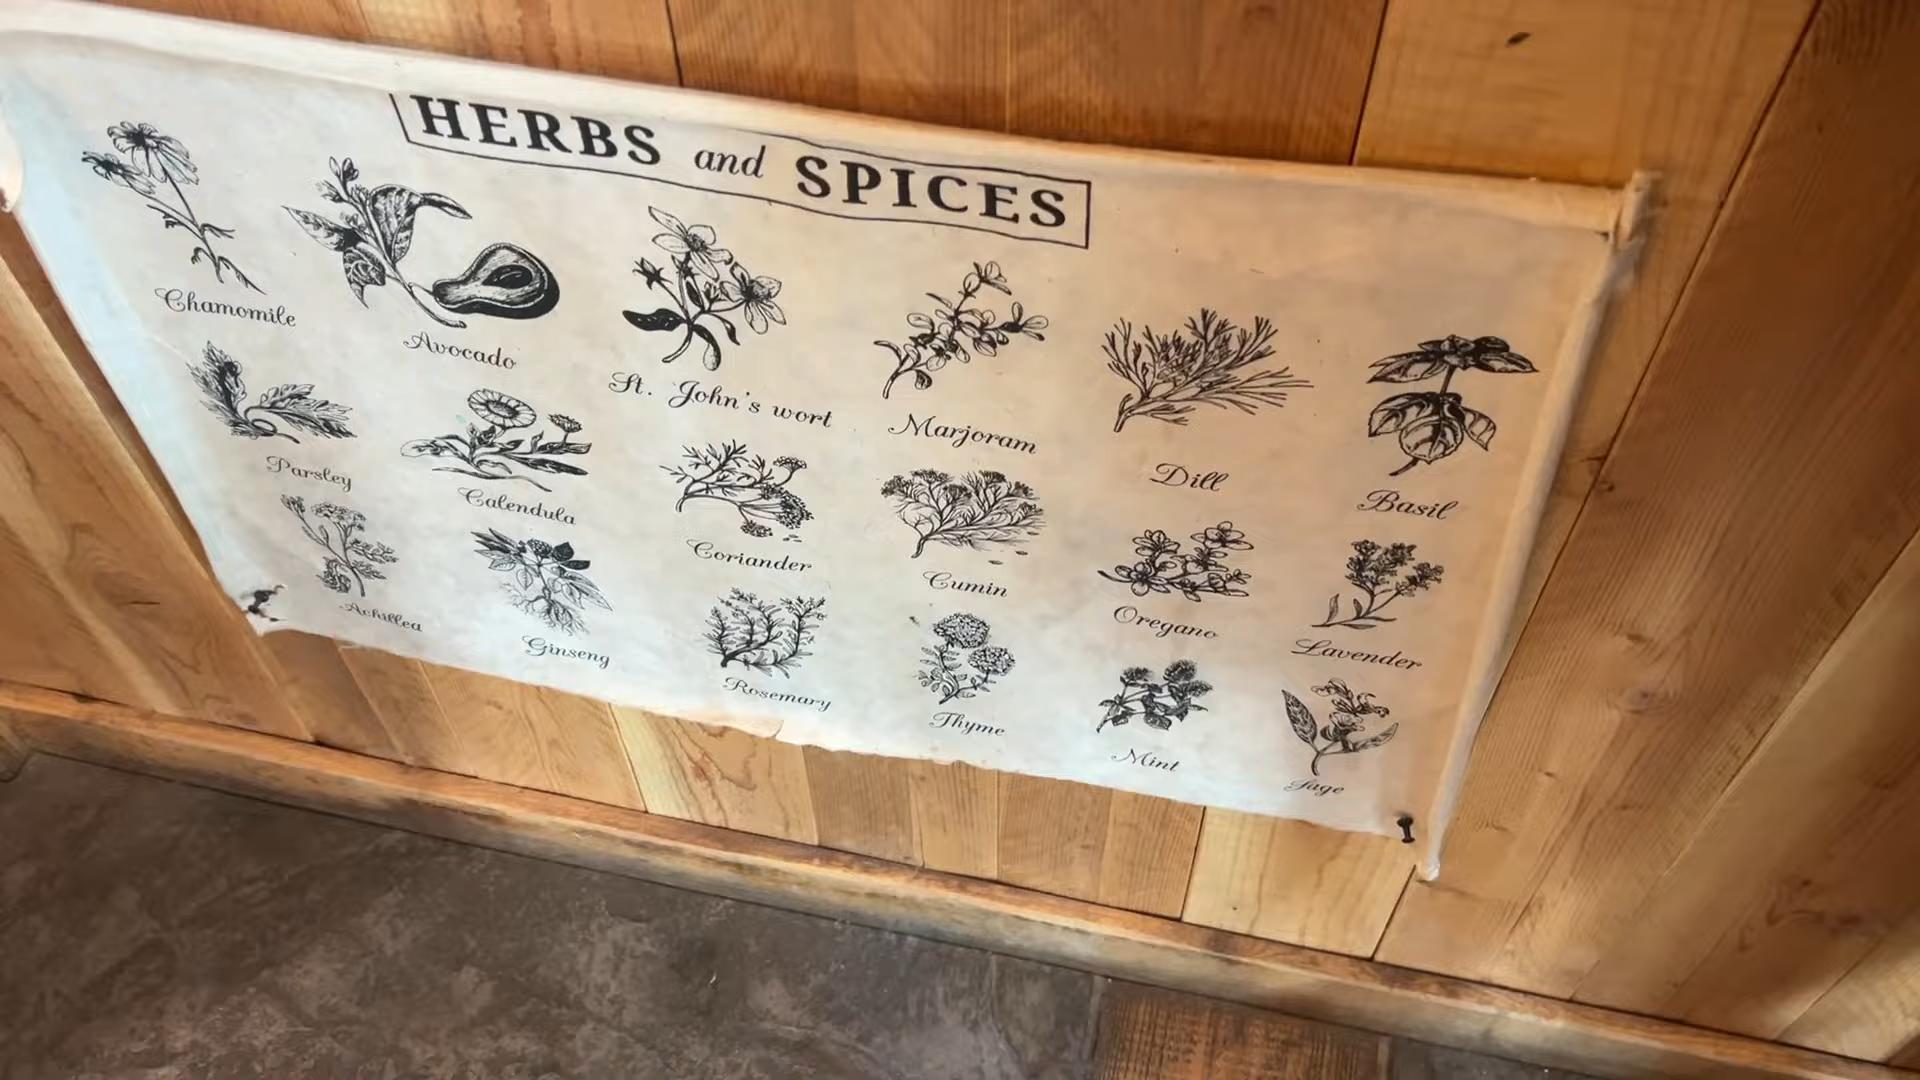 HERBS and SPICES
Chamomile
Avocado
St. John's wort
Marjoram
Dill
Basil
Parsley
Calendula
Coriander
Cumin
Oregano
Lavender
Achillea
Ginseng
Rosemary
Thyme
Mint
Sage